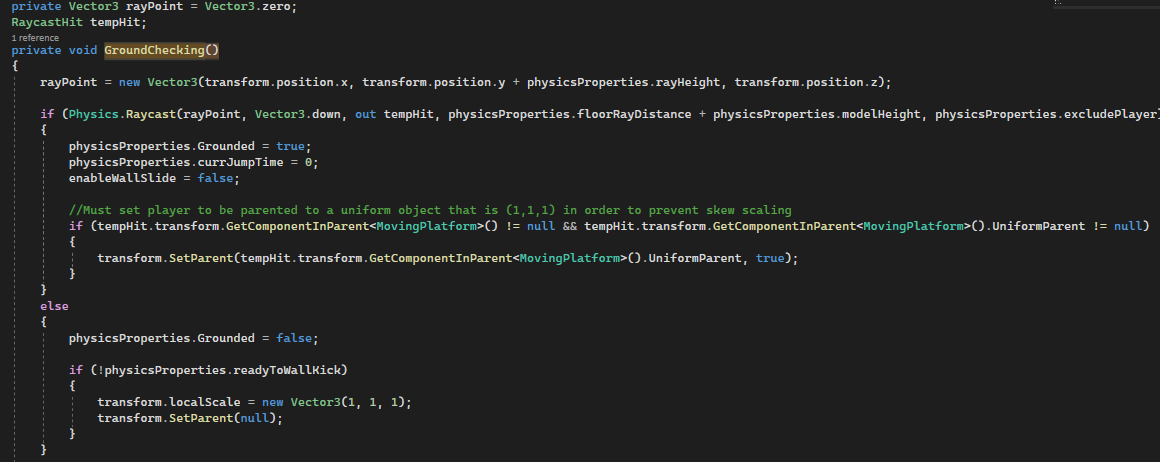 private Vector3 rayPoint = Vector3.zero;
RaycastHit tempHit;
1 reference
private void GroundChecking()
{
rayPoint = new Vector3(transform.position.x, transform.position.y + physicsProperties.rayHeight, transform.position.z);
if (Physics.Raycast(rayPoint, Vector3.down, out tempHit, physicsProperties.floorRayDistance + physicsProperties.modelHeight, physicsProperties.excludePlayer)
{
physicsProperties.Grounded = true;
physicsProperties.currJumpTime = 0;
enableWallSlide = false;
//Must set player to be parented to a uniform object that is (1,1,1) in order to prevent skew scaling
if (tempHit.transform.GetComponentInParent<MovingPlatform>() != null && tempHit.transform.GetComponentInParent<MovingPlatform>().UniformParent != null)
{
transform.SetParent(tempHit.transform.GetComponentInParent<MovingPlatform>().UniformParent, true);
}
}
else
{
physicsProperties.Grounded = false;
if (!physicsProperties.readyToWallKick)
{
transform.localScale = new Vector3(1, 1, 1);
transform.SetParent(null);
}
}